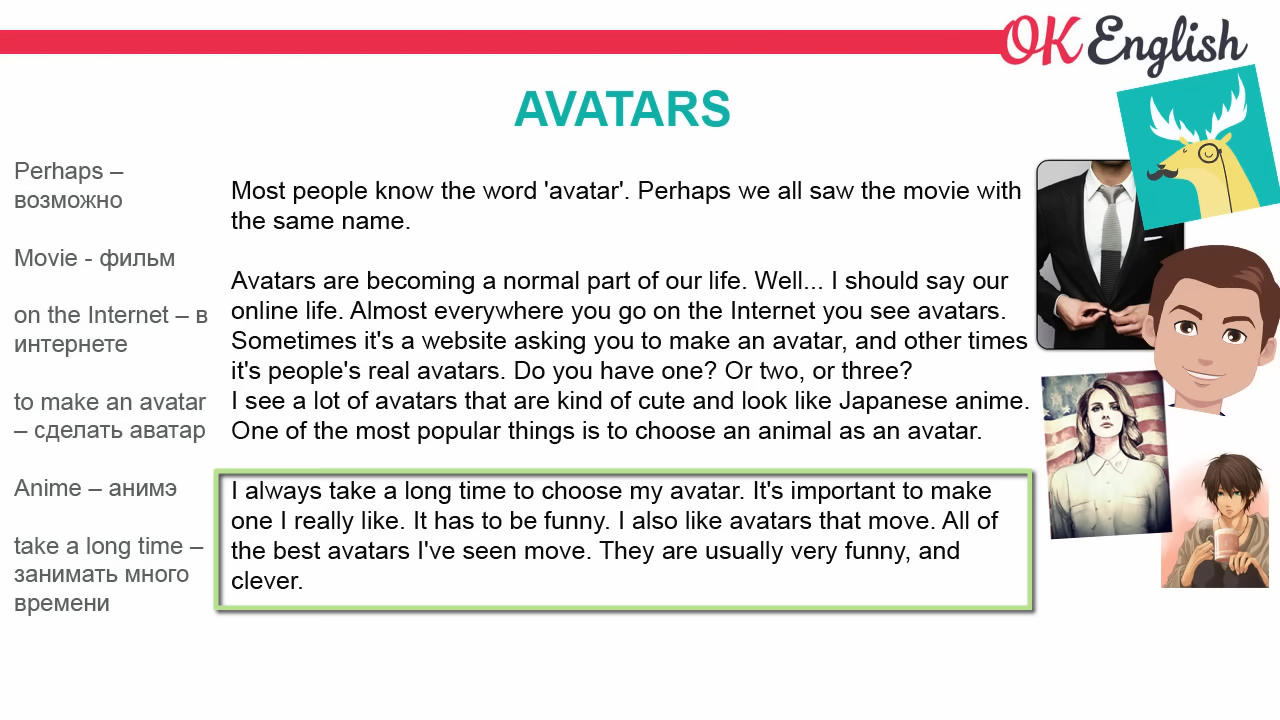 OK English
AVATARS
Perhaps –
возможно
Movie - фильм
on the Internet – в
интернете
to make an avatar
– сделать аватар
Anime – анимэ
take a long time –
занимать много
времени
Most people know the word 'avatar'. Perhaps we all saw the movie with
the same name.
Avatars are becoming a normal part of our life. Well... I should say our
online life. Almost everywhere you go on the Internet you see avatars.
Sometimes it's a website asking you to make an avatar, and other times
it's people's real avatars. Do you have one? Or two, or three?
I see a lot of avatars that are kind of cute and look like Japanese anime.
One of the most popular things is to choose an animal as an avatar.
I always take a long time to choose my avatar. It's important to make
one I really like. It has to be funny. I also like avatars that move. All of
the best avatars I've seen move. They are usually very funny, and
clever.